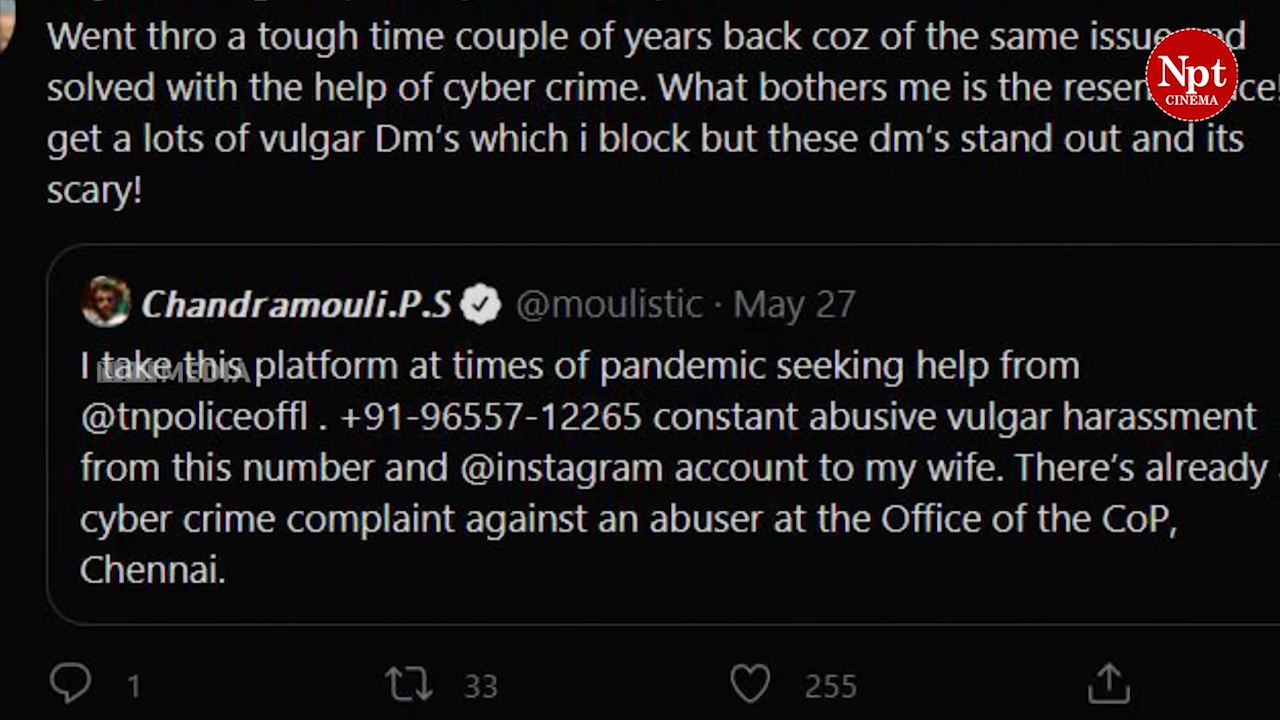 Went thro a tough time couple of years back coz of the same issue
solved with the help of cyber crime. What bothers me is the
get a lots of vulgar Dm's which i block but these dm's stand out and its
scary!
Npt
CINEMA
Chandramouli.P.S @moulistic · May 27
I take this platform at times of pandemic seeking help from
MEDIA
@tnpoliceoffl . +91-96557-12265 constant abusive vulgar harassment
from this number and @instagram account to my wife. There's already
cyber crime complaint against an abuser at the Office of the CoP,
Chennai.
1 33 255